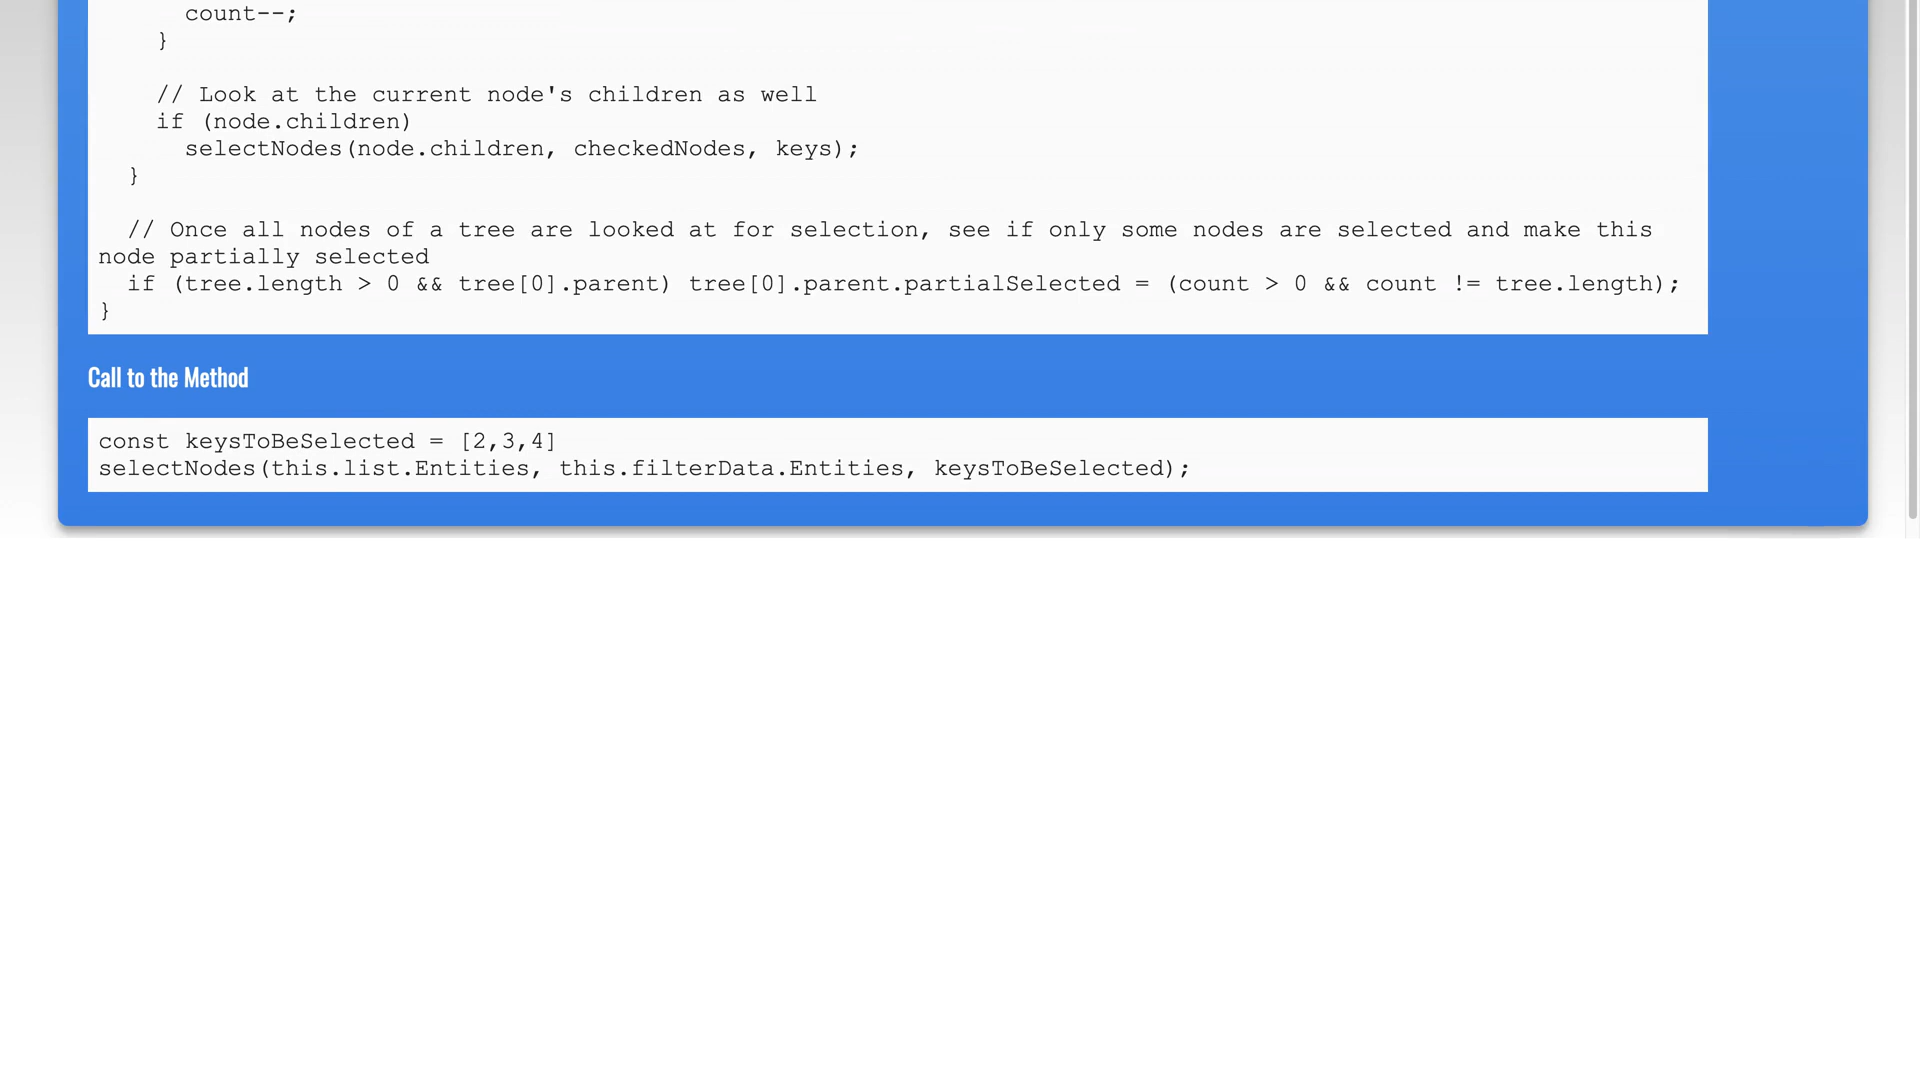 count--;
}
// Look at the current node's children as well
if (node.children)
selectNodes(node.children, checkedNodes, keys);
}
// Once all nodes of a tree are looked at for selection, see if only some nodes are selected and make this
node partially selected
if (tree.length > 0 && tree[0].parent) tree[0].parent.partialSelected = (count > 0 && count != tree.length);
}
Call to the Method
const keysToBeSelected = [2,3,4]
selectNodes(this.list.Entities, this.filterData.Entities, keysToBeSelected);